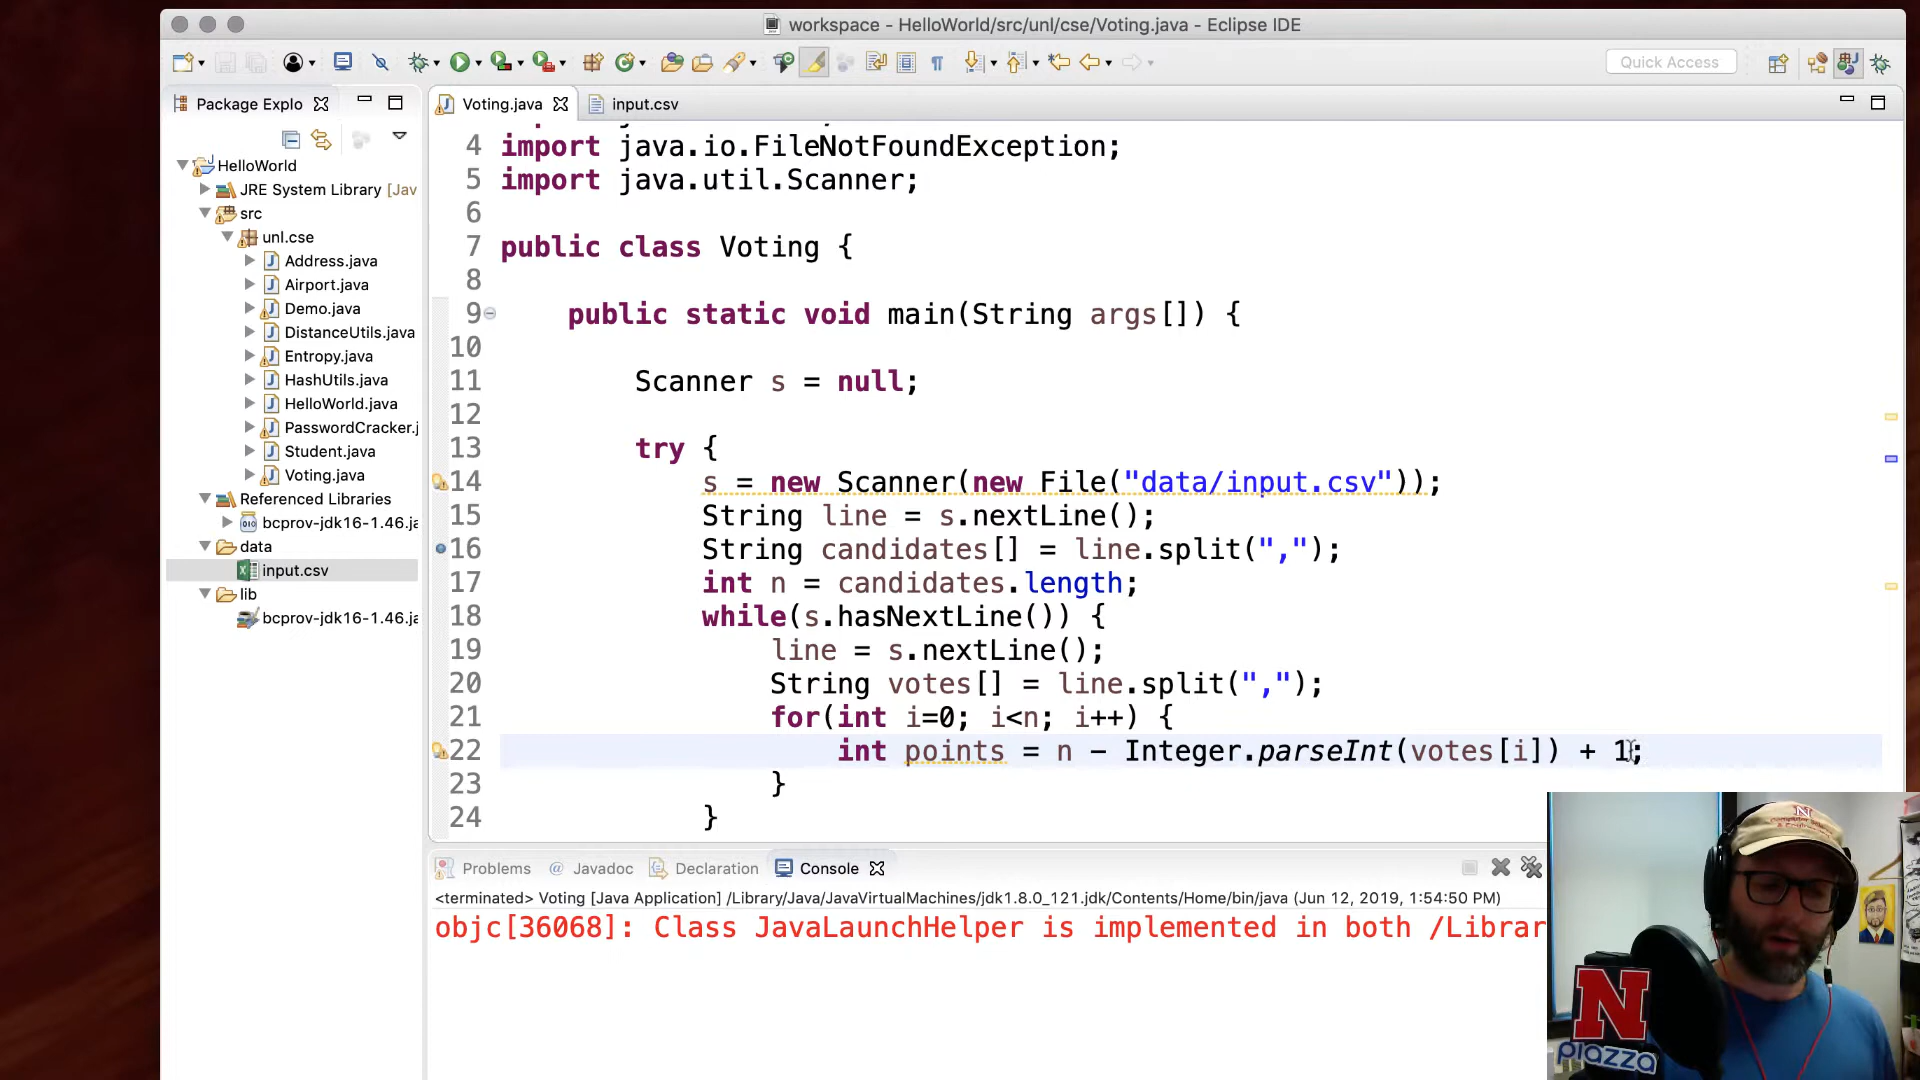 workspace - HelloWorld/src/unl/cse/Voting.java - Eclipse IDE
Quick Access
Package Explo
Voting.java
input.csv
HelloWorld
JRE System Library [Jav
src
unl.cse
Address.java
Airport.java
Demo.java
DistanceUtils.java
Entropy.java
HashUtils.java
HelloWorld.java
PasswordCracker.j
Student.java
Voting.java
Referenced Libraries
bcprov-jdk16-1.46.ja
data
input.csv
lib
bcprov-jdk16-1.46.ja
4 import java.io.FileNotFoundException;
5 import java.util.Scanner;
6
7 public class Voting {
8
9 public static void main(String args[]) {
10
11 Scanner s = null;
12
13 try {
14 s = new Scanner(new File("data/input.csv"));
15 String line = s.nextLine();
16 String candidates[] = line.split(",");
17 int n = candidates.length;
18 while(s.hasNextLine()) {
19 line = s.nextLine();
20 String votes[] = line.split(",");
21 for(int i=0; i<n; i++) {
22 int points = n - Integer.parseInt(votes[i]) + 1;
23 }
24 }
Problems
@ Javadoc
Declaration
Console
<terminated> Voting [Java Application] /Library/Java/JavaVirtualMachines/jdk1.8.0_121.jdk/Contents/Home/bin/java (Jun 12, 2019, 1:54:50 PM)
objc[36068]: Class JavaLaunchHelper is implemented in both /Librar
N
N
piazza